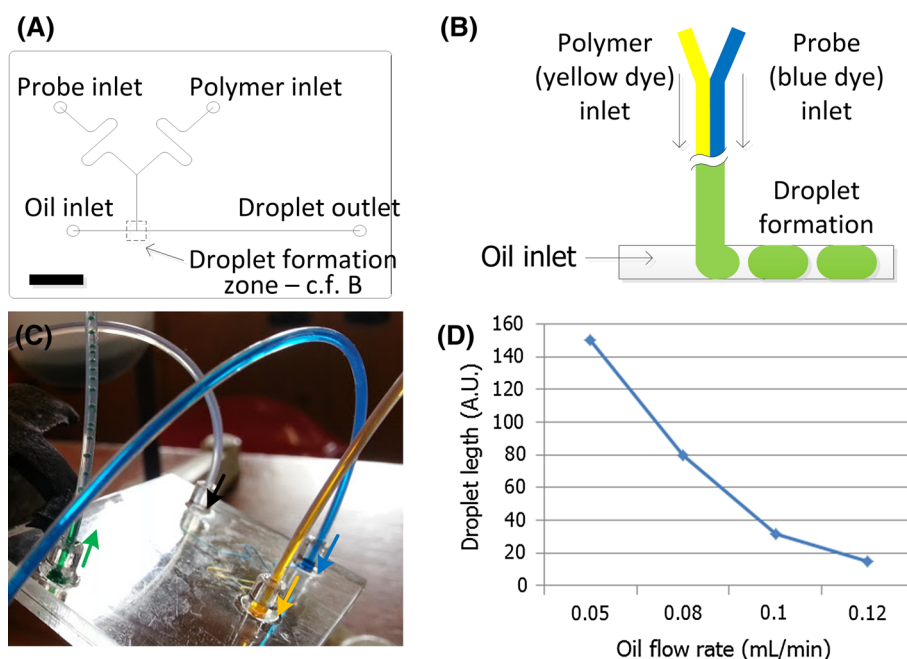 (A)
Probe inlet
Polymer inlet
Oil inlet
Droplet outlet
Droplet formation
zone – c.f. B
(B)
Polymer
(yellow dye)
inlet
Probe
(blue dye)
inlet
Droplet
formation
Oil inlet
(C)
(D)
Droplet legth (A.U.)
160
140
120
100
80
60
40
20
0
0.05
0.08
0.1
0.12
Oil flow rate (mL/min)